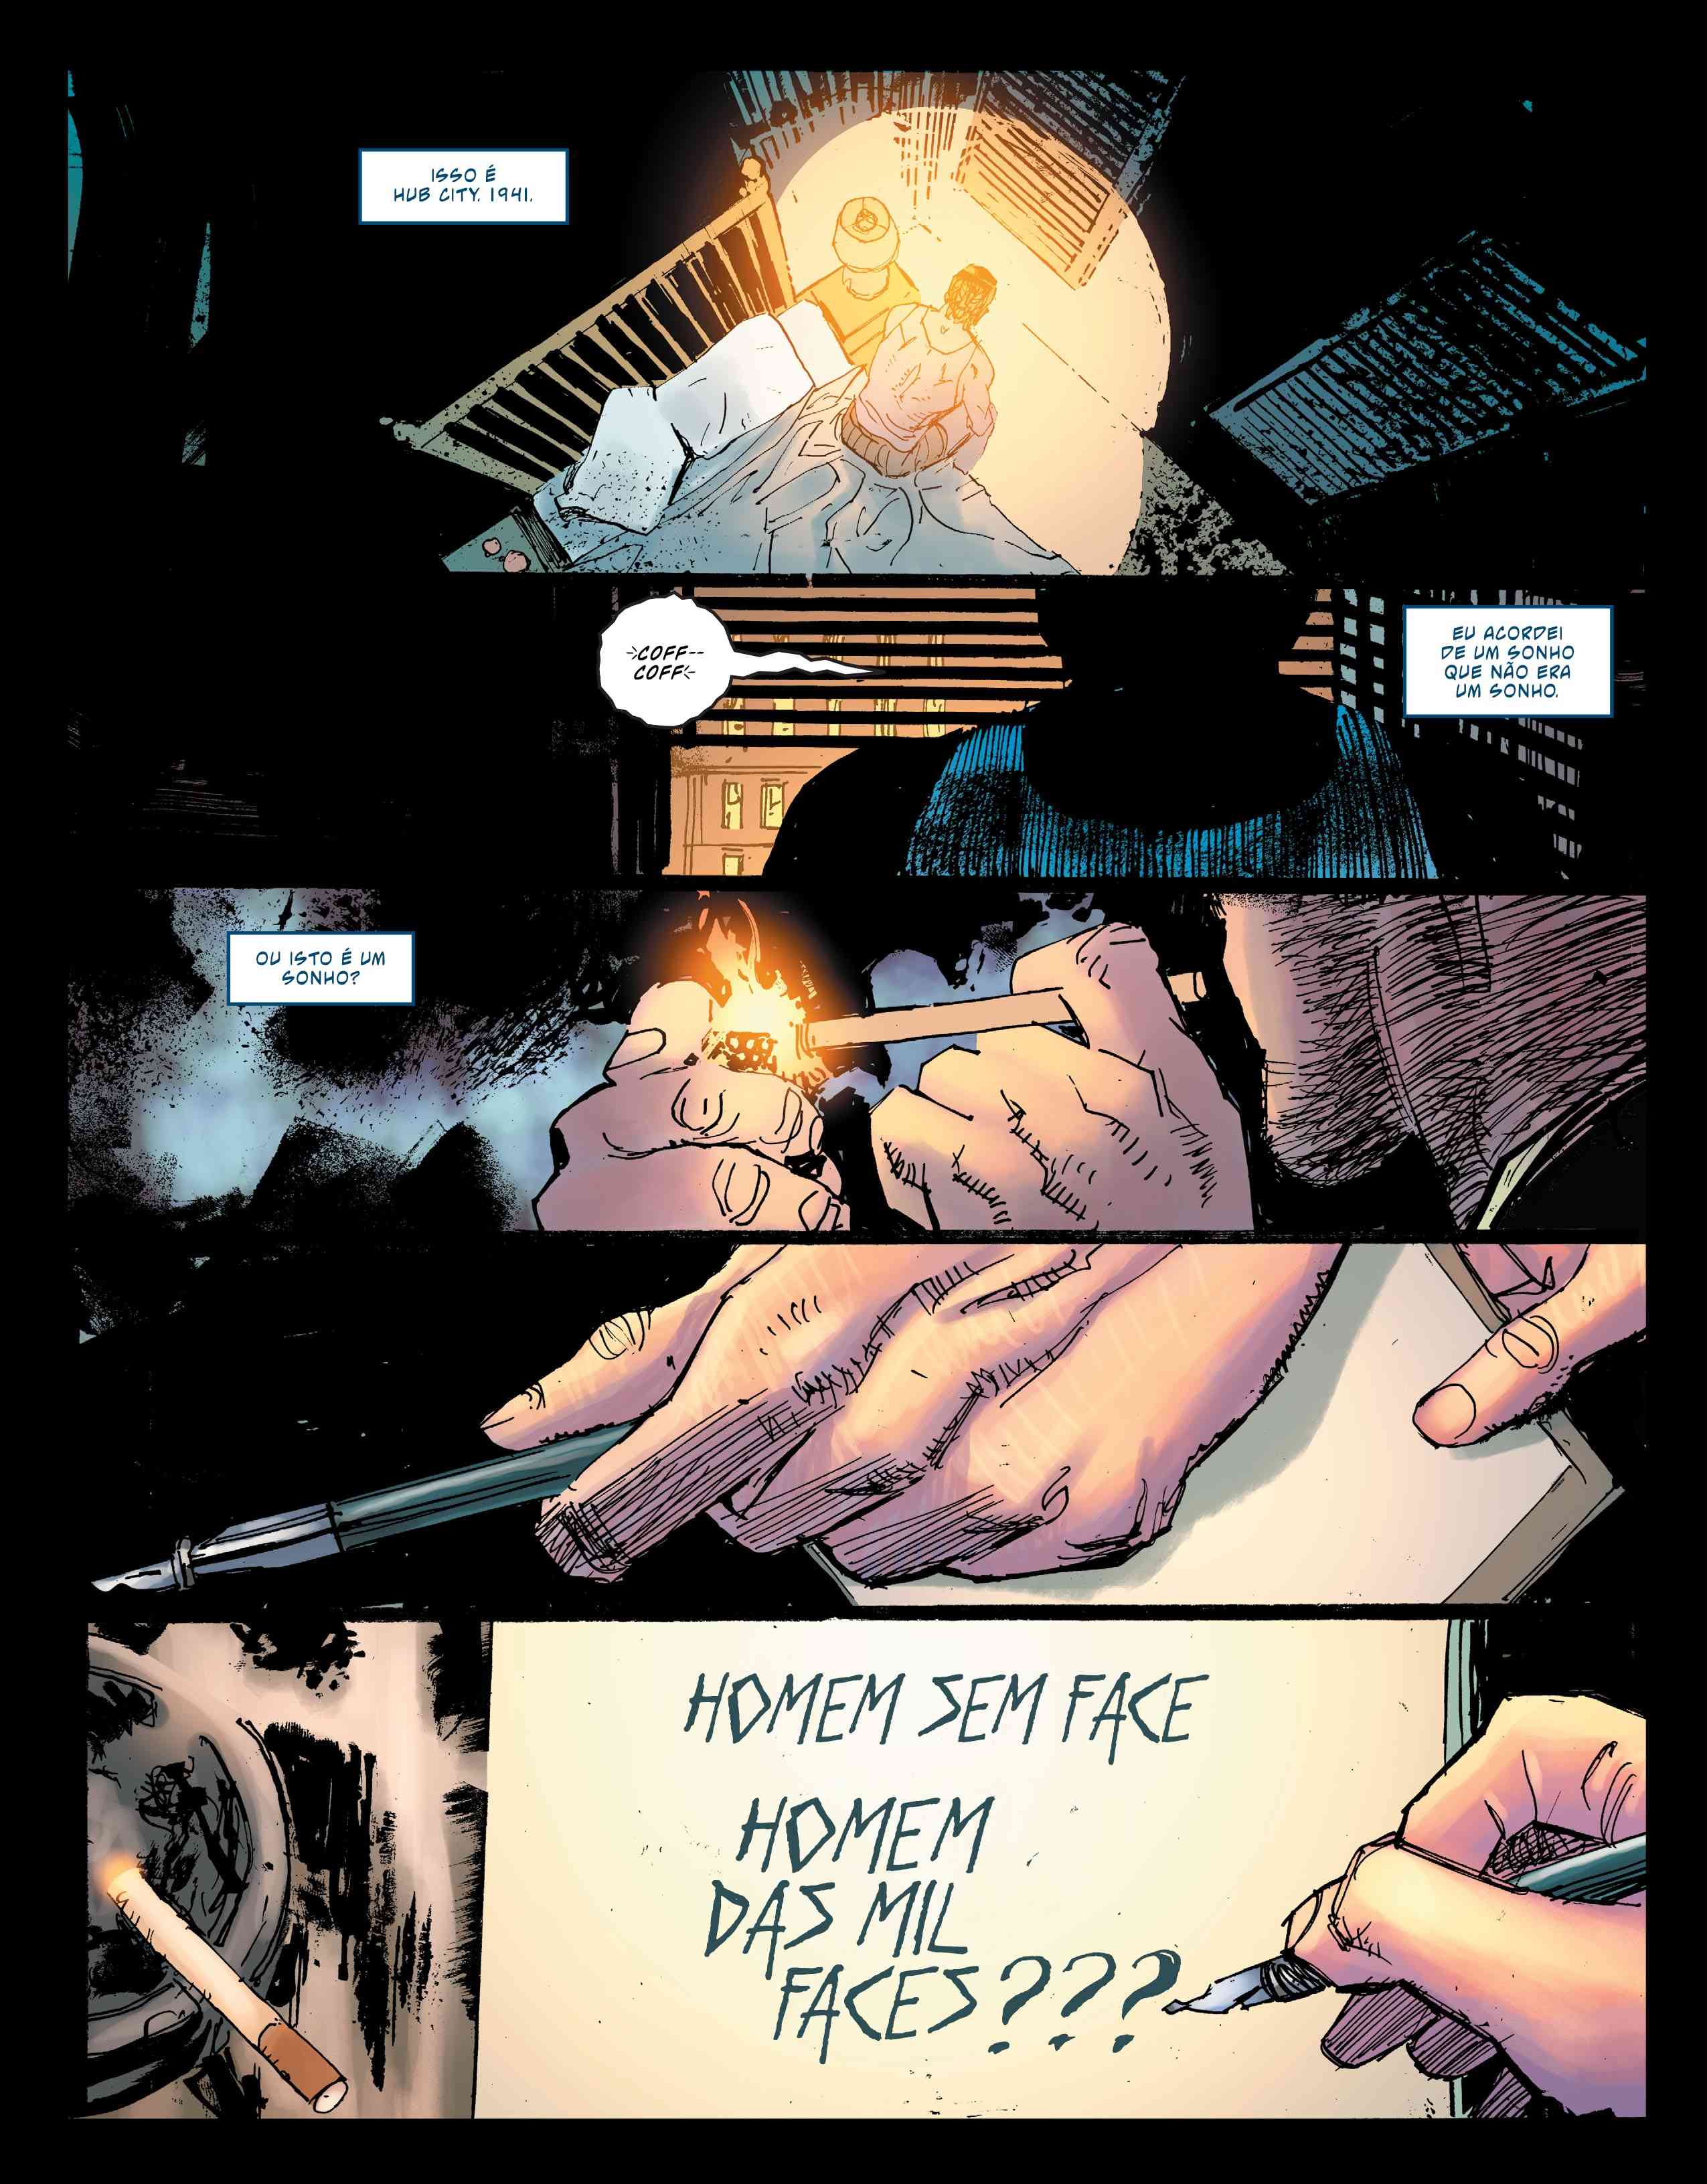 ISSO É
HUB CITY. 1941.
COFF--
COFF
EU ACORDEI
DE UM SONHO
QUE NÃO ERA
UM SONHO.
OU ISTO É UM
SONHO?
HOMEM SEM FACE
HOMEM
DAS MIL
FACES???